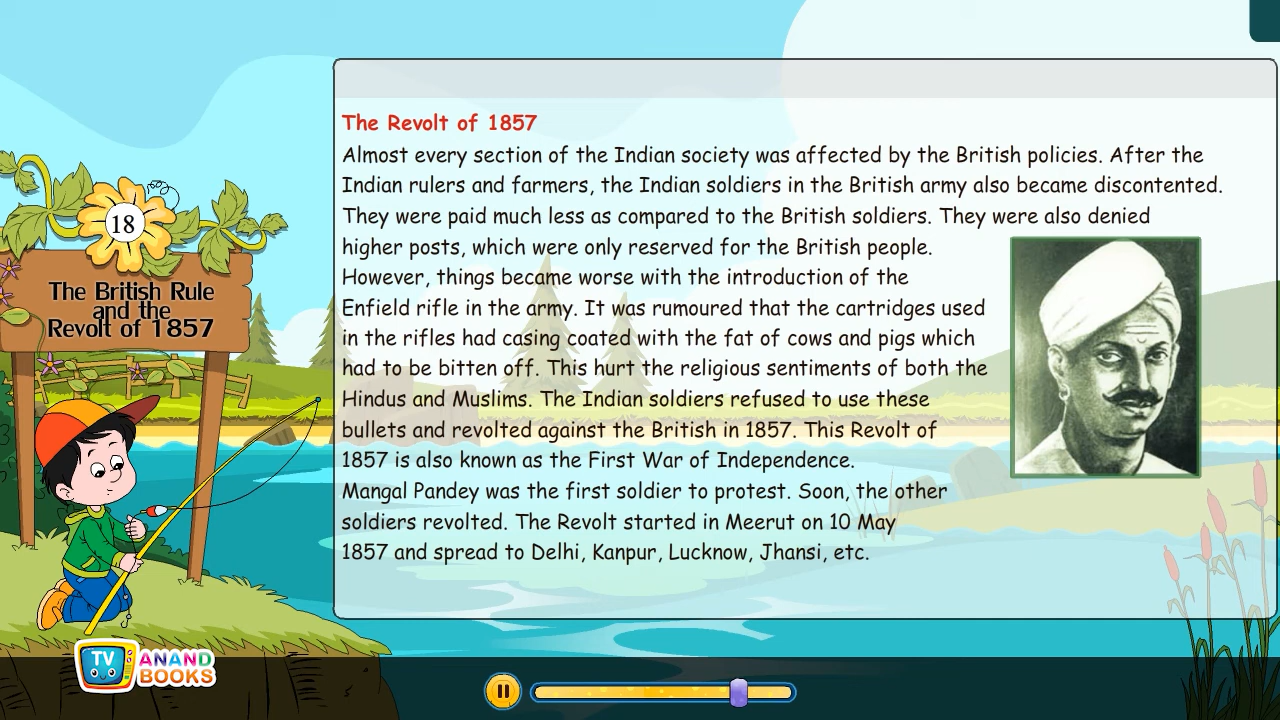 The Revolt of 1857
Almost every section of the Indian society was affected by the British policies. After the
Indian rulers and farmers, the Indian soldiers in the British army also became discontented.
They were paid much less as compared to the British soldiers. They were also denied
higher posts, which were only reserved for the British people.
However, things became worse with the introduction of the
Enfield rifle in the army. It was rumoured that the cartridges used
in the rifles had casing coated with the fat of cows and pigs which
had to be bitten off. This hurt the religious sentiments of both the
Hindus and Muslims. The Indian soldiers refused to use these
bullets and revolted against the British in 1857. This Revolt of
1857 is also known as the First War of Independence.
Mangal Pandey was the first soldier to protest. Soon, the other
soldiers revolted. The Revolt started in Meerut on 10 May
1857 and spread to Delhi, Kanpur, Lucknow, Jhansi, etc.
18
The British Rule
and the
Revolt of 1857
TV
ANAND
BOOKS